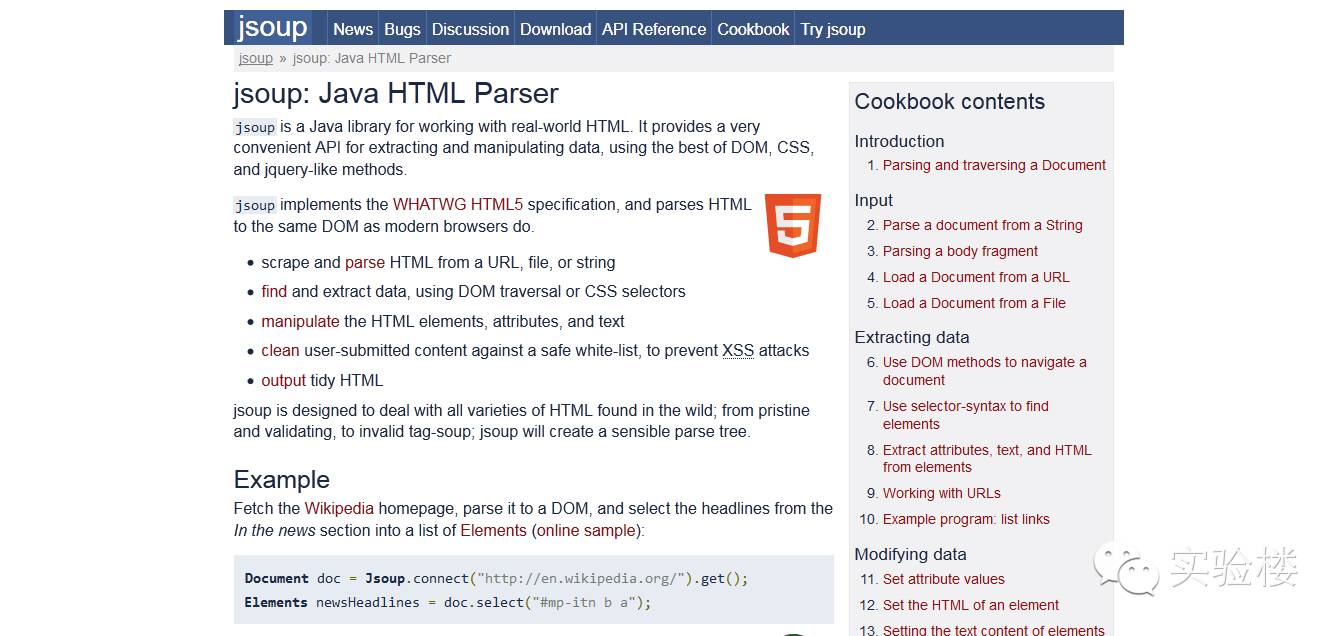 jsoup News Bugs Discussion Download API Reference Cookbook Try jsoup
jsoup » jsoup: Java HTML Parser
jsoup: Java HTML Parser
jsoup is a Java library for working with real-world HTML. It provides a very
convenient API for extracting and manipulating data, using the best of DOM, CSS,
and jquery-like methods.
jsoup implements the WHATWG HTML5 specification, and parses HTML
to the same DOM as modern browsers do.
5
• scrape and parse HTML from a URL, file, or string
• find and extract data, using DOM traversal or CSS selectors
• manipulate the HTML elements, attributes, and text
• clean user-submitted content against a safe white-list, to prevent XSS attacks
• output tidy HTML
jsoup is designed to deal with all varieties of HTML found in the wild; from pristine
and validating, to invalid tag-soup; jsoup will create a sensible parse tree.
Example
Fetch the Wikipedia homepage, parse it to a DOM, and select the headlines from the
In the news section into a list of Elements (online sample):
Document doc = Jsoup.connect("http://en.wikipedia.org/").get();
Elements newsHeadlines = doc.select("#mp-itn b a");
Cookbook contents
Introduction
1. Parsing and traversing a Document
Input
2. Parse a document from a String
3. Parsing a body fragment
4. Load a Document from a URL
5. Load a Document from a File
Extracting data
6. Use DOM methods to navigate a
document
7. Use selector-syntax to find
elements
8. Extract attributes, text, and HTML
from elements
9. Working with URLs
10. Example program: list links
Modifying data
11. Set attribute values
12. Set the HTML of an element
13. Setting the text content of elements
实验楼